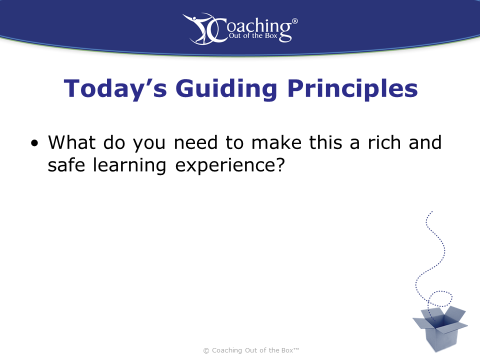 Coaching®
Out of the Box
Today’s Guiding Principles
• What do you need to make this a rich and
safe learning experience?
© Coaching Out of the Box™